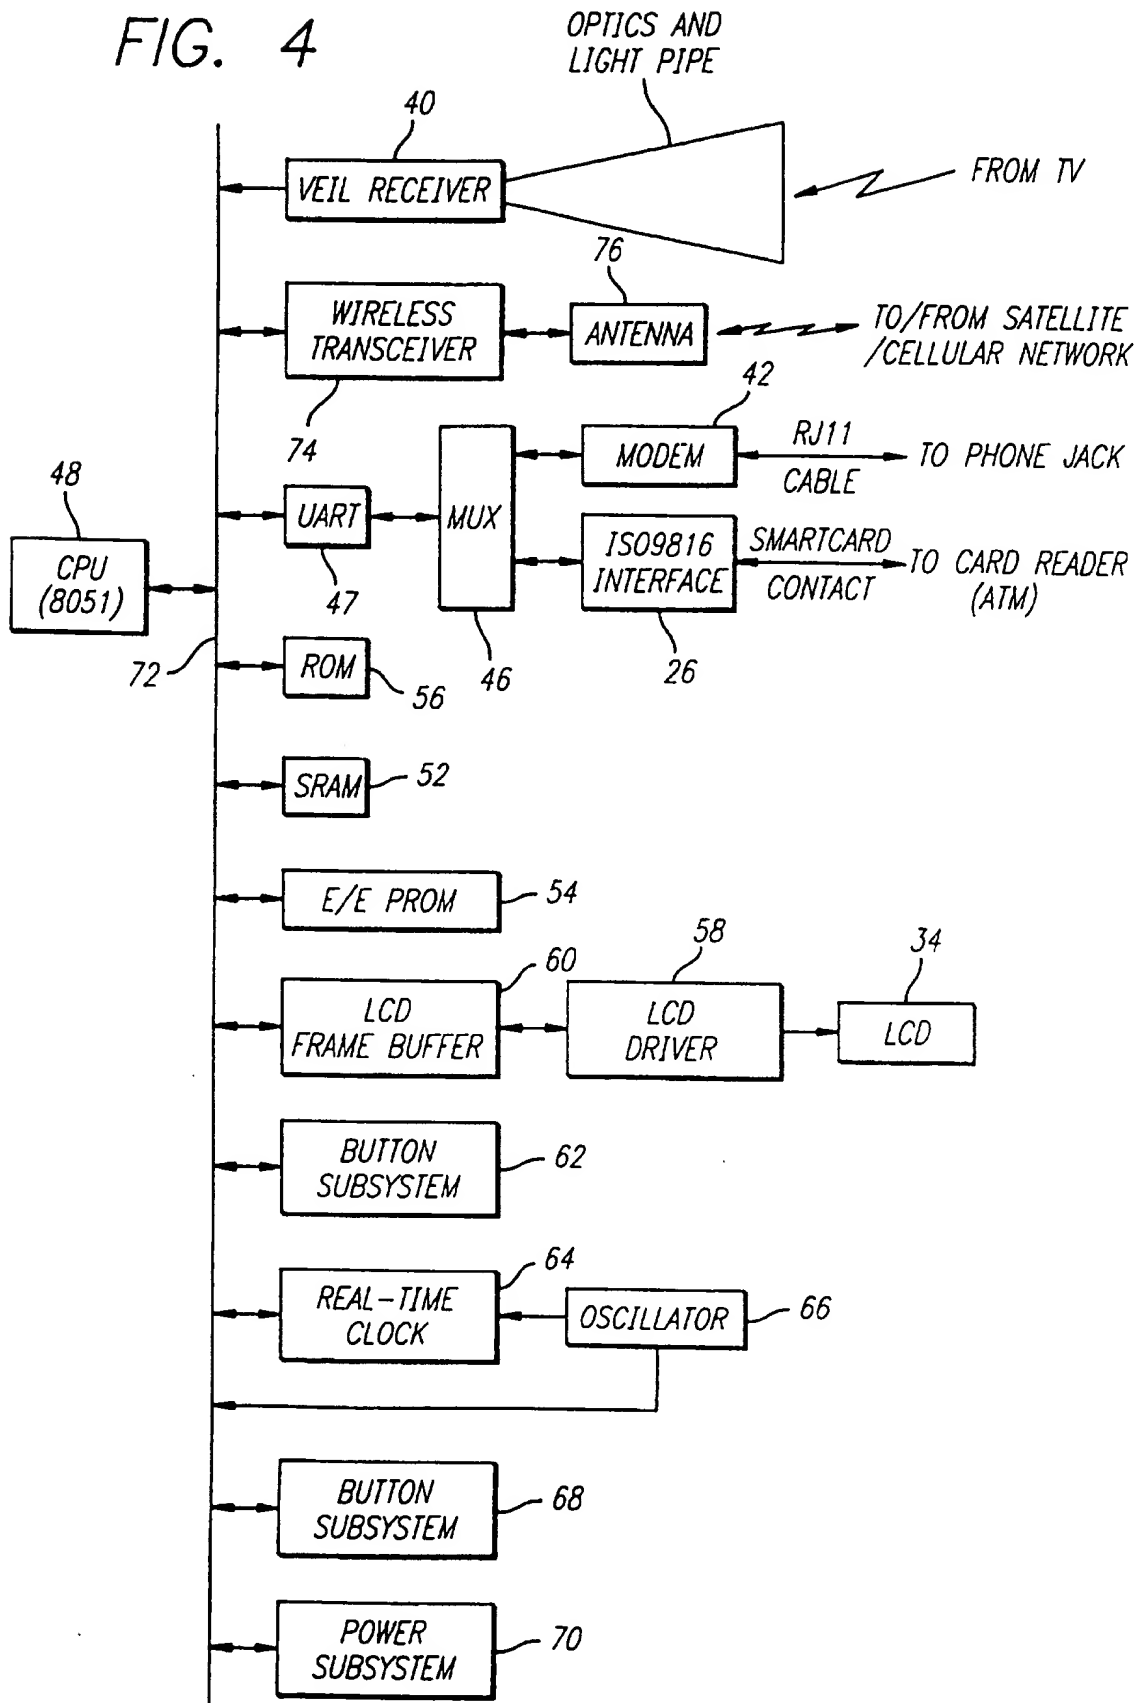 FIG. 4
OPTICS AND
LIGHT PIPE
40
VEIL RECEIVER
FROM TV
76
WIRELESS
TRANSCEIVER
ANTENNA
TO/FROM SATELLITE
/CELLULAR NETWORK
74
42
MODEM
RJ11
CABLE
TO PHONE JACK
48
CPU
(8051)
UART
47
MUX
46
ISO9816
INTERFACE
SMARTCARD
CONTACT
TO CARD READER
(ATM)
26
72
ROM
56
SRAM
52
E/E PROM
54
60
LCD
FRAME BUFFER
58
LCD
DRIVER
34
LCD
BUTTON
SUBSYSTEM
62
64
REAL-TIME
CLOCK
OSCILLATOR
66
BUTTON
SUBSYSTEM
68
POWER
SUBSYSTEM
70